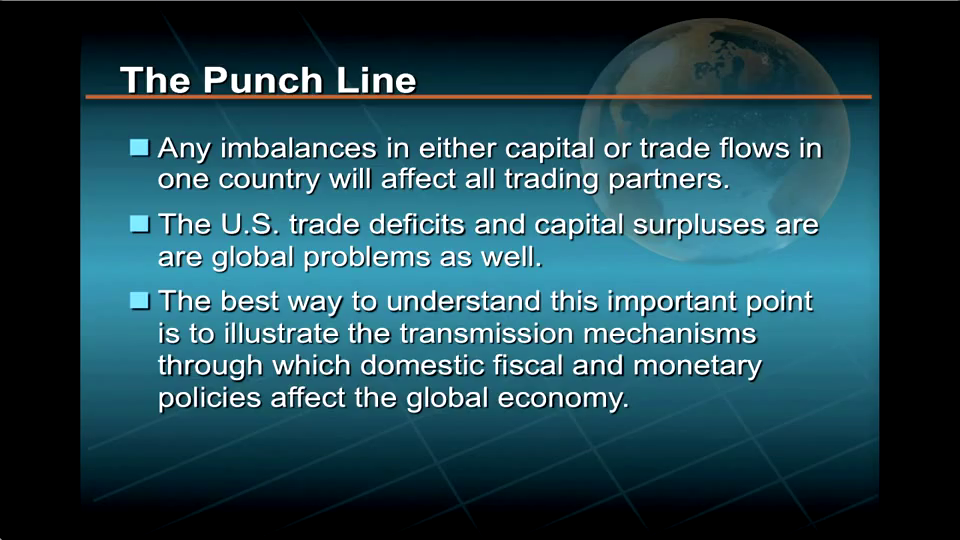 The Punch Line
Any imbalances in either capital or trade flows in
one country will affect all trading partners.
The U.S. trade deficits and capital surpluses are
are global problems as well.
The best way to understand this important point
is to illustrate the transmission mechanisms
through which domestic fiscal and monetary
policies affect the global economy.